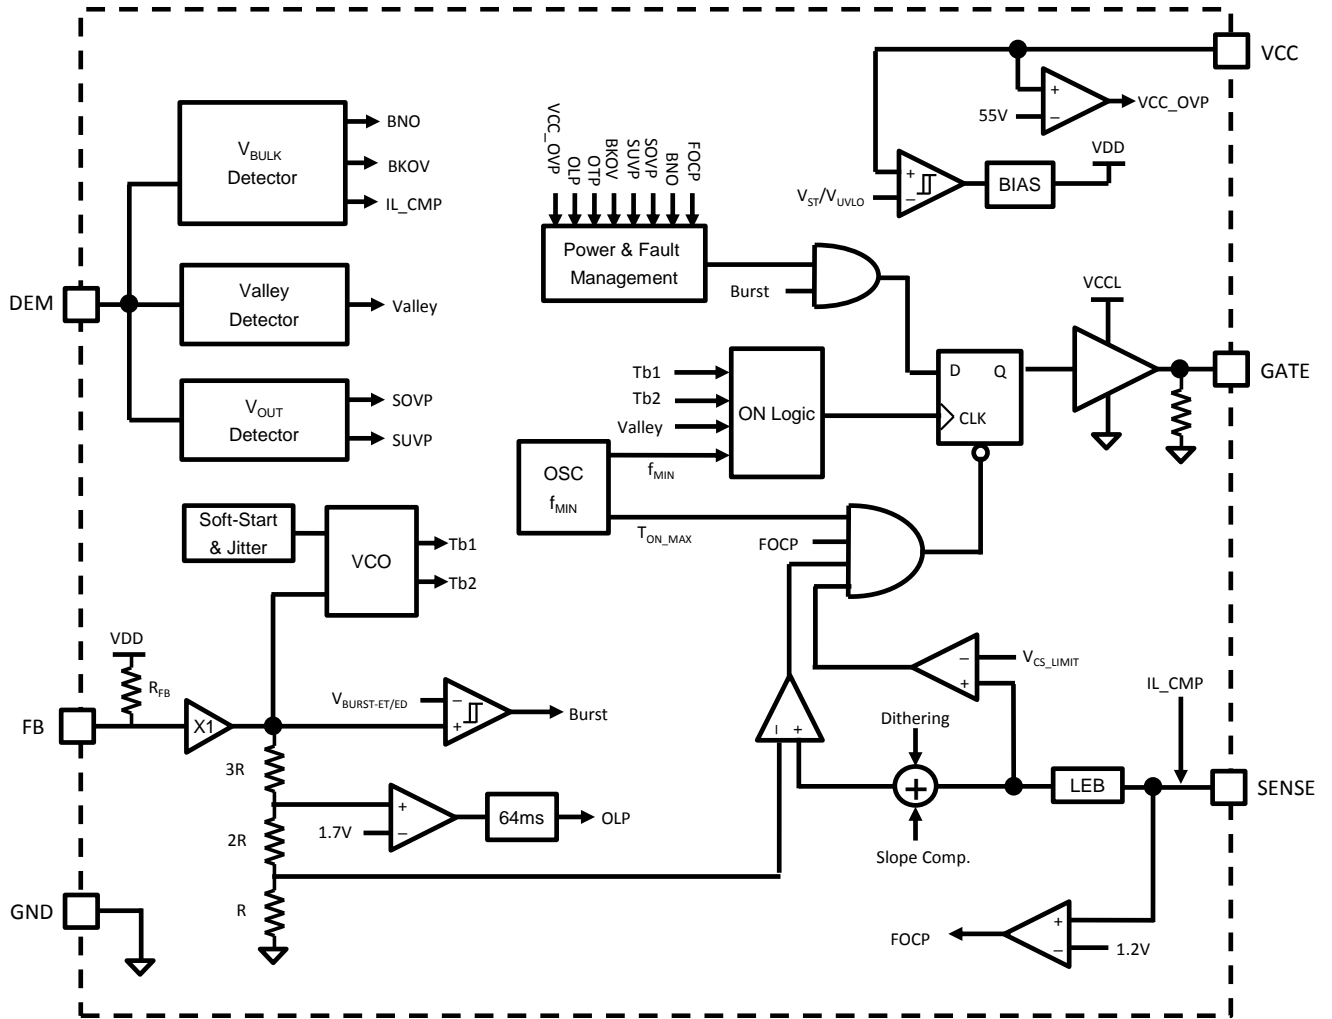 VCC
VCC_OVP
55V
VDD
BIAS
V_ST/V_UVLO
V_BULK
Detector
BNO
BKOV
IL_CMP
DEM
Valley
Detector
Valley
V_OUT
Detector
SOVP
SUVP
VCC_OVP
OLP
OTP
BKOV
SUVP
SOVP
BNO
FOCP
Power & Fault
Management
Burst
VCCL
GATE
D
Q
CLK
Tb1
Tb2
Valley
f_MIN
ON Logic
OSC
f_MIN
T_ON_MAX
FOCP
Soft-Start
& Jitter
VCO
Tb1
Tb2
VDD
R_FB
FB
X1
V_BURST-ET/ED
Burst
3R
2R
R
1.7V
64ms
OLP
GND
V_CS_LIMIT
IL_CMP
Dithering
Slope Comp.
LEB
SENSE
FOCP
1.2V
+
−
+
−
−
+
+
−
−
+
I
+
+
+
−